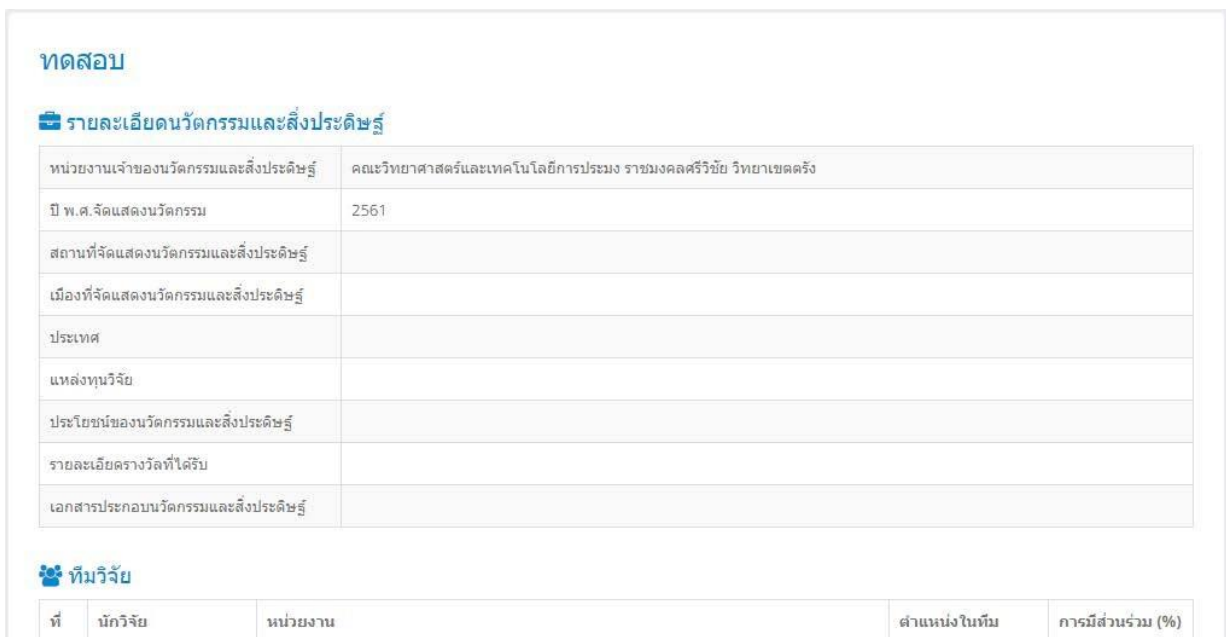 ทดสอบ
รายละเอียดนวัตกรรมและสิ่งประดิษฐ์
หน่วยงานเจ้าของนวัตกรรมและสิ่งประดิษฐ์ คณะวิทยาศาสตร์และเทคโนโลยีการประมง ราชมงคลศรีวิชัย วิทยาเขตตรัง
ปี พ.ศ.จัดแสดงนวัตกรรม 2561
สถานที่จัดแสดงนวัตกรรมและสิ่งประดิษฐ์
เมืองที่จัดแสดงนวัตกรรมและสิ่งประดิษฐ์
ประเทศ
แหล่งทุนวิจัย
ประโยชน์ของนวัตกรรมและสิ่งประดิษฐ์
รายละเอียดรางวัลที่ได้รับ
เอกสารประกอบนวัตกรรมและสิ่งประดิษฐ์
ทีมวิจัย
ที่ นักวิจัย หน่วยงาน ตำแหน่งในทีม การมีส่วนร่วม (%)